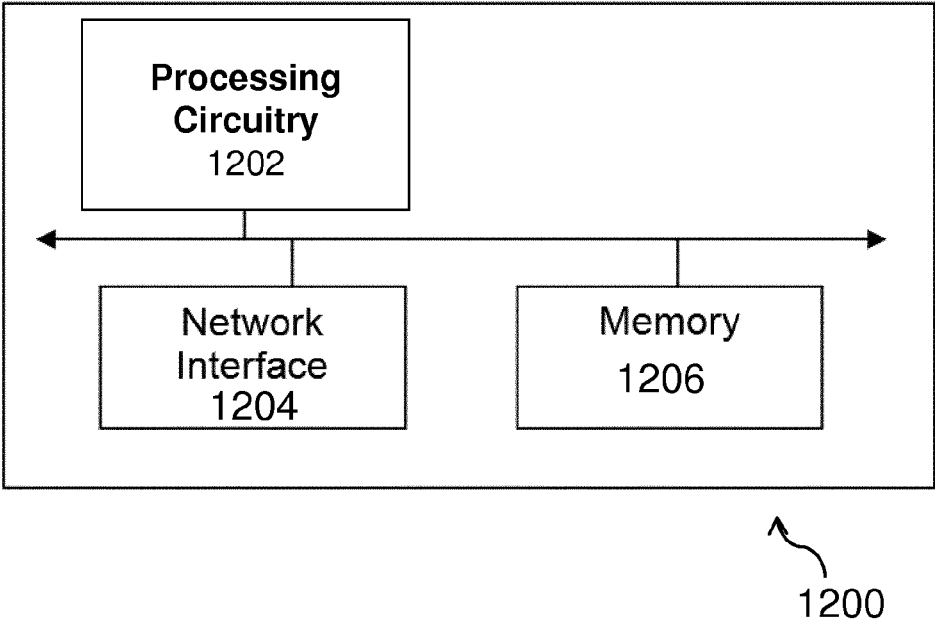 Processing
Circuitry
1202
Network
Interface
1204
Memory
1206
1200